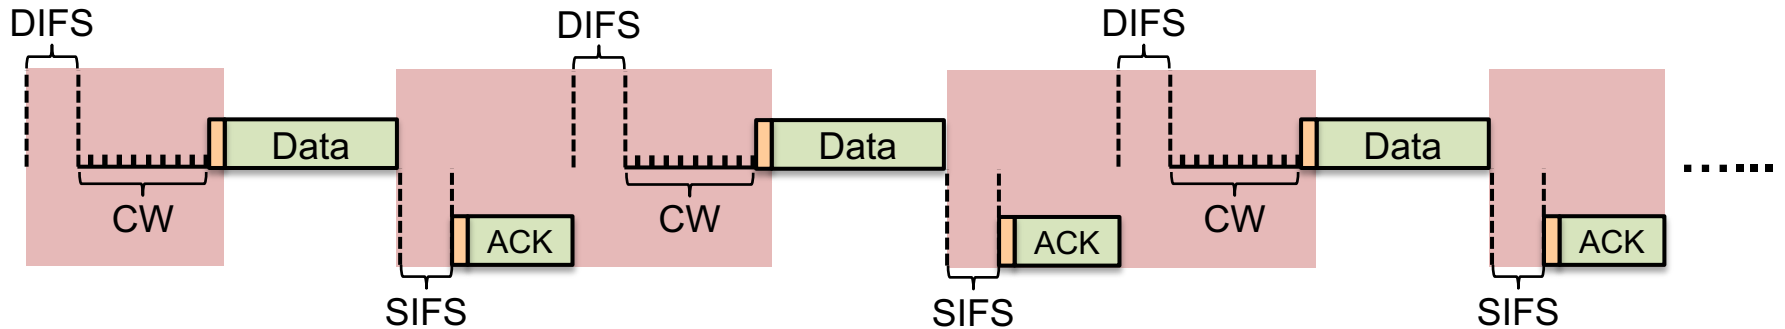 DIFS DIFS DIFS
Data Data Data
CW CW CW
ACK ACK ACK
SIFS SIFS SIFS